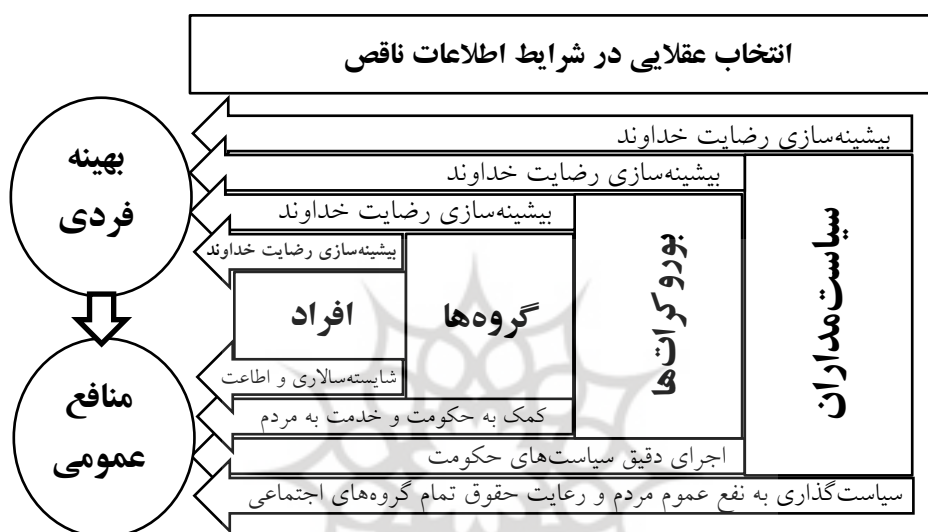 انتخاب عقلایی در شرایط اطلاعات ناقص
بیشینه‌سازی رضایت خداوند
بیشینه‌سازی رضایت خداوند
بیشینه‌سازی رضایت خداوند
بیشینه‌سازی رضایت خداوند
سیاست‌مداران
بوروکرات‌ها
گروه‌ها
افراد
بهینه
فردی
شایسته‌سالاری و اطاعت
کمک به حکومت و خدمت به مردم
اجرای دقیق سیاست‌های حکومت
سیاست‌گذاری به نفع عموم مردم و رعایت حقوق تمام گروه‌های اجتماعی
منافع
عمومی